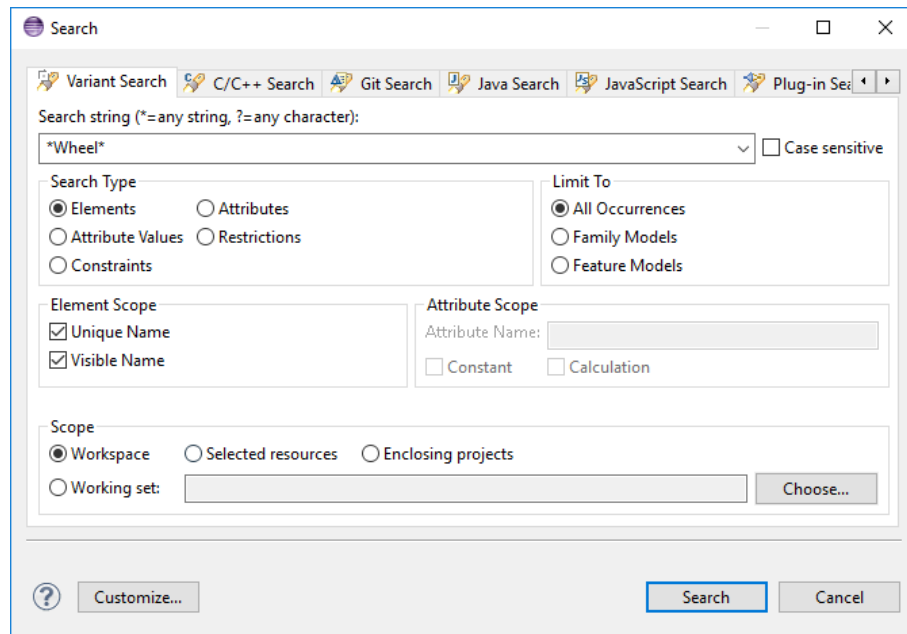 Search
Variant Search C/C++ Search Git Search Java Search JavaScript Search Plug-in Sea
Search string (*=any string, ?=any character):
*Wheel* Case sensitive
Search Type Limit To
Elements Attributes All Occurrences
Attribute Values Restrictions Family Models
Constraints Feature Models
Element Scope Attribute Scope
Unique Name Attribute Name:
Visible Name Constant Calculation
Scope
Workspace Selected resources Enclosing projects
Working set: Choose...
? Customize... Search Cancel